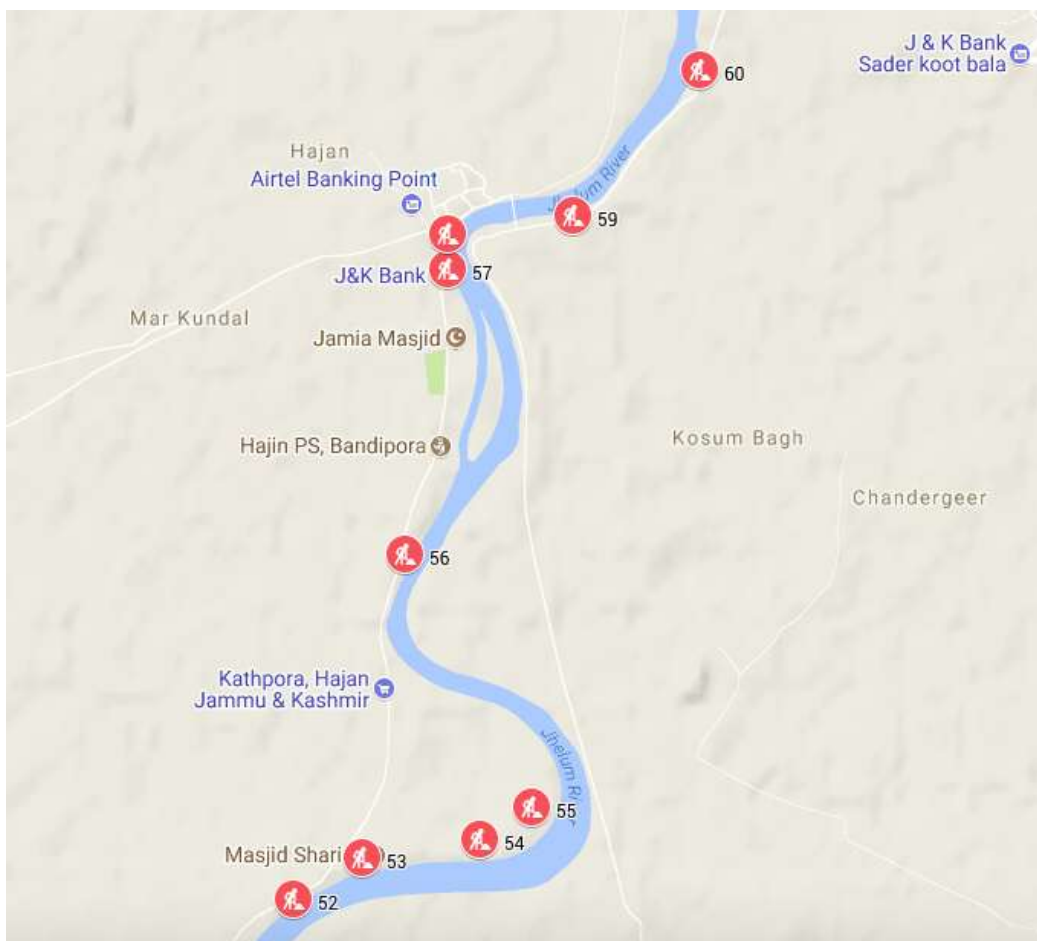 J & K Bank
Sader koot bala
60
Hajan
Airtel Banking Point
Jhelum River
59
J&K Bank
57
Mar Kundal
Jamia Masjid
Kosum Bagh
Hajin PS, Bandipora
Chandergeer
56
Kathpora, Hajan
Jammu & Kashmir
Jhelum River
55
54
Masjid Shari
53
52